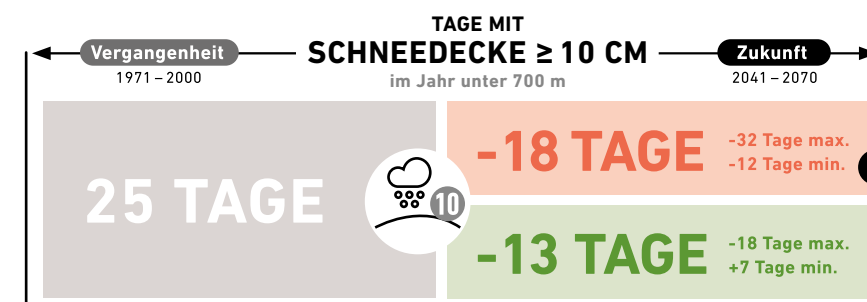 TAGE MIT
SCHNEEDECKE ≥ 10 CM
im Jahr unter 700 m
Vergangenheit
1971 – 2000
Zukunft
2041 – 2070
25 TAGE
10
-18 TAGE
-32 Tage max.
-12 Tage min.
-13 TAGE
-18 Tage max.
+7 Tage min.